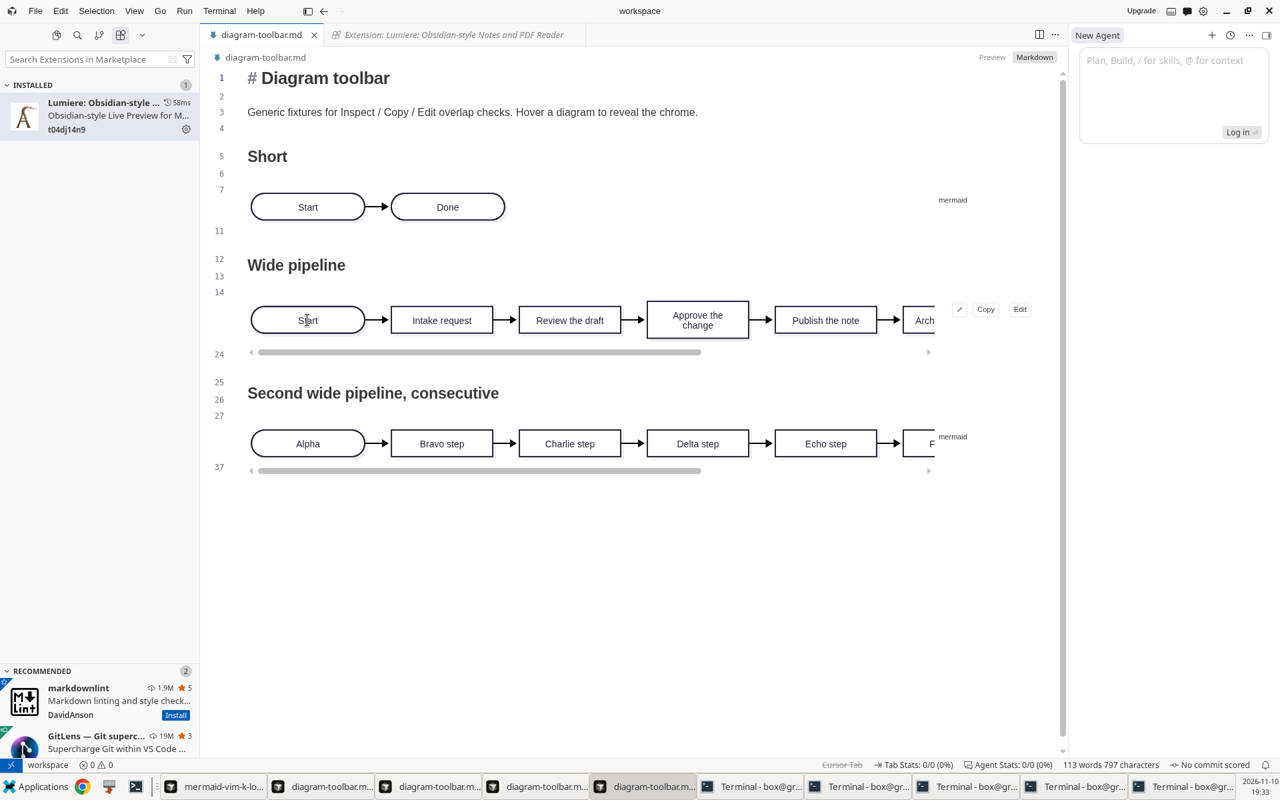 File Edit Selection View Go Run Terminal Help
workspace
Upgrade
diagram-toolbar.md
Extension: Lumiere: Obsidian-style Notes and PDF Reader
New Agent
Search Extensions in Marketplace
diagram-toolbar.md
Preview Markdown
INSTALLED 1
Lumiere: Obsidian-style ... 58ms
Obsidian-style Live Preview for M...
t04dj14n9
Plan, Build, / for skills, @ for context
Log in
1 # Diagram toolbar
2
3 Generic fixtures for Inspect / Copy / Edit overlap checks. Hover a diagram to reveal the chrome.
4
5 Short
6
7
Start Done
mermaid
11
12 Wide pipeline
13
14
Start Intake request Review the draft Approve the change Publish the note Arch
Copy Edit
24
25 Second wide pipeline, consecutive
26
27
Alpha Bravo step Charlie step Delta step Echo step F
mermaid
37
RECOMMENDED 2
markdownlint 1.9M 5
Markdown linting and style check...
DavidAnson Install
GitLens — Git superc... 19M 3
Supercharge Git within VS Code ...
workspace 0 0
Cursor Tab Tab Stats: 0/0 (0%) Agent Stats: 0/0 (0%) 113 words 797 characters No commit scored
Applications
mermaid-vim-k-lo...
diagram-toolbar.m...
diagram-toolbar.m...
diagram-toolbar.m...
diagram-toolbar.m...
Terminal - box@gr...
Terminal - box@gr...
Terminal - box@gr...
Terminal - box@gr...
Terminal - box@gr...
2026-11-10
19:33